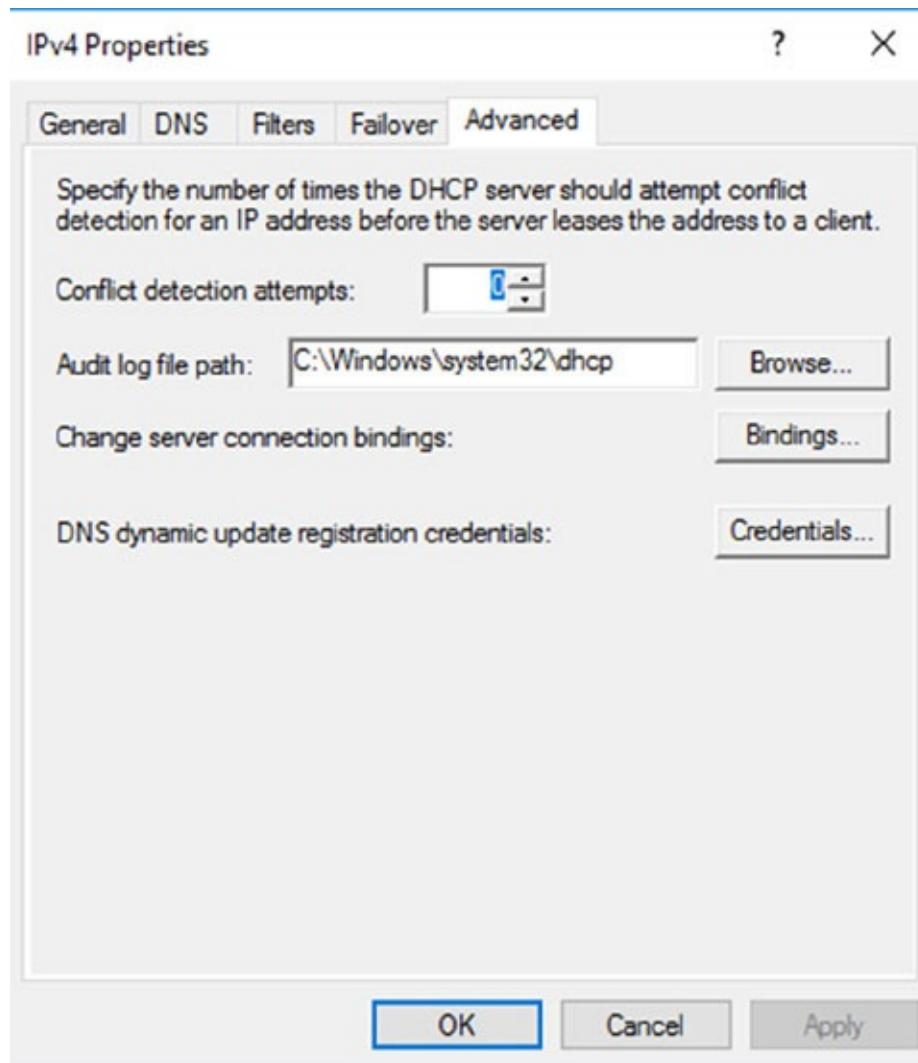 IPv4 Properties ?
General DNS Filters Failover Advanced
Specify the number of times the DHCP server should attempt conflict
detection for an IP address before the server leases the address to a client.
Conflict detection attempts: 0
Audit log file path: C:\Windows\system32\dhcp Browse...
Change server connection bindings: Bindings...
DNS dynamic update registration credentials: Credentials...
OK Cancel Apply